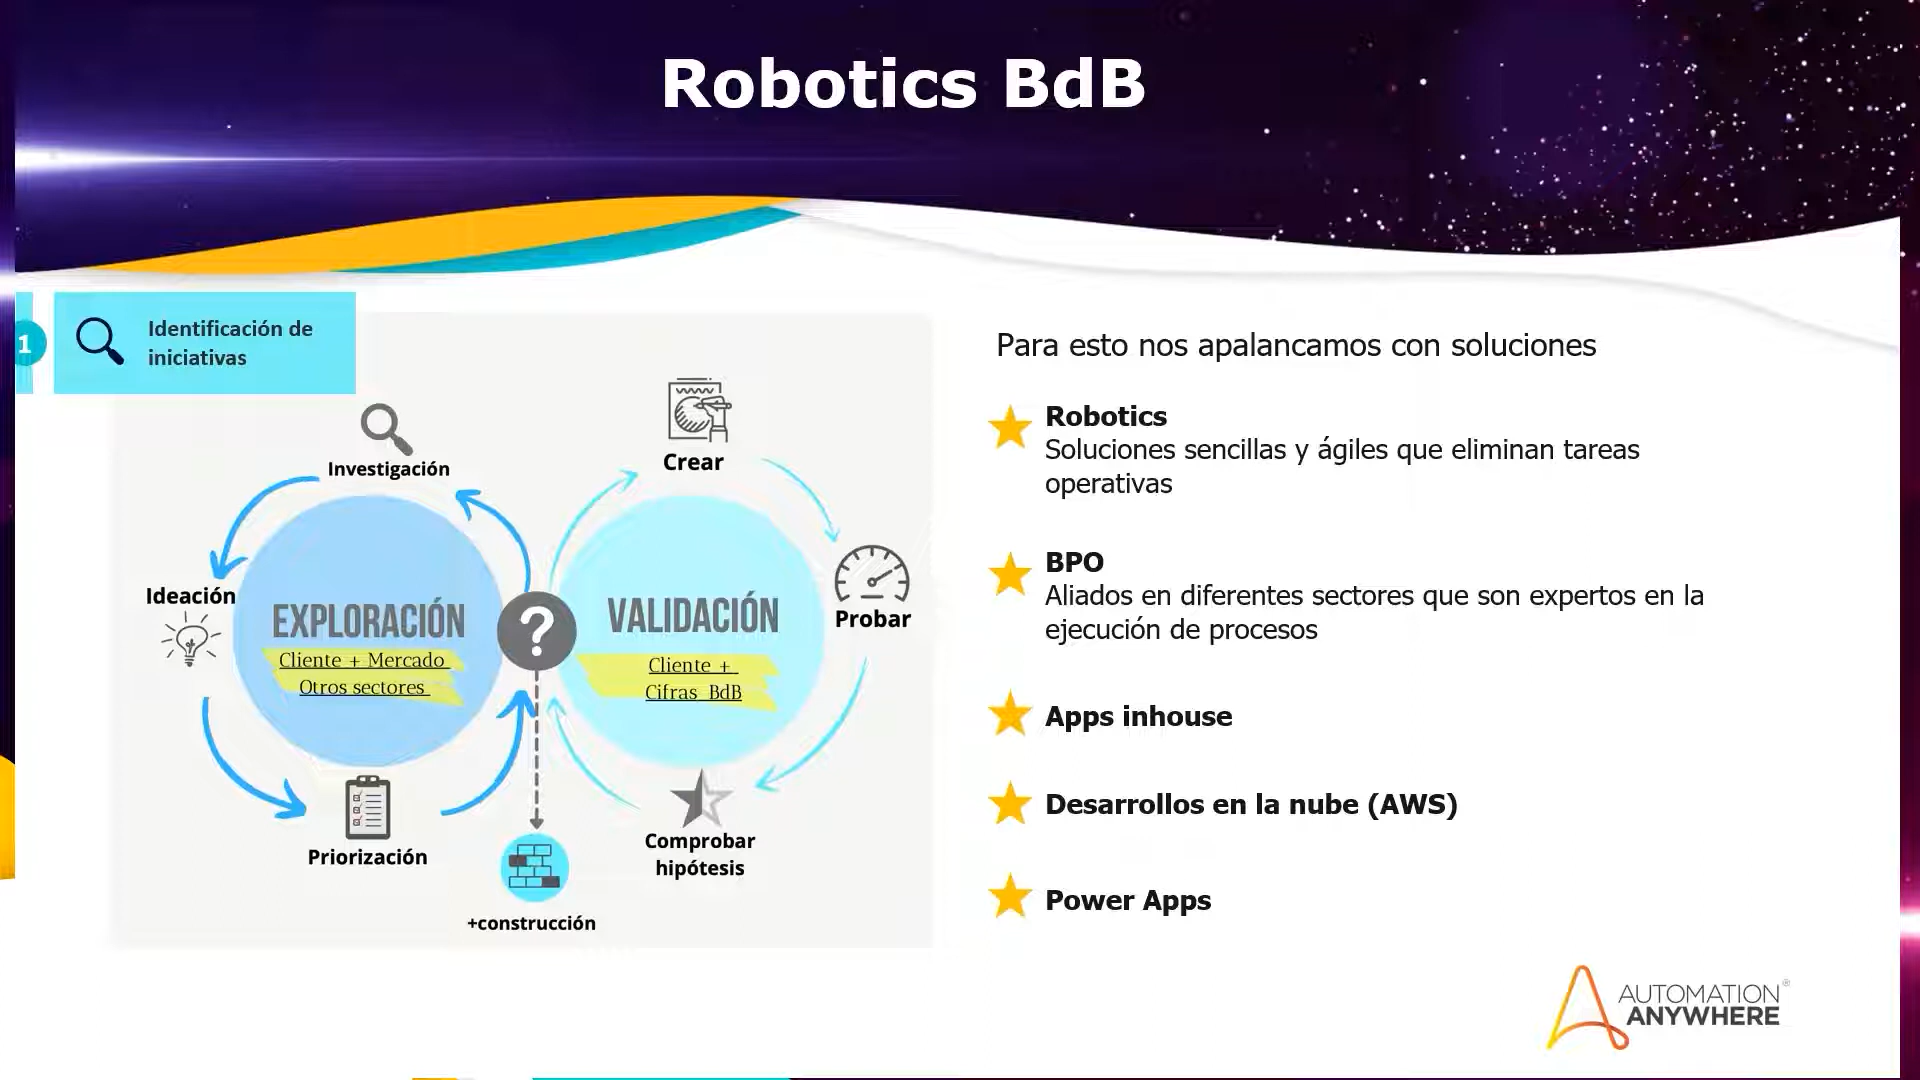 Robotics BdB
1
Identificación de
iniciativas
Investigación
Ideación
EXPLORACIÓN
Cliente + Mercado
Otros sectores
Priorización
?
+construcción
Crear
VALIDACIÓN
Cliente +
Cifras BdB
Probar
Comprobar
hipótesis
Para esto nos apalancamos con soluciones
Robotics
Soluciones sencillas y ágiles que eliminan tareas
operativas
BPO
Aliados en diferentes sectores que son expertos en la
ejecución de procesos
Apps inhouse
Desarrollos en la nube (AWS)
Power Apps
AUTOMATION®
ANYWHERE